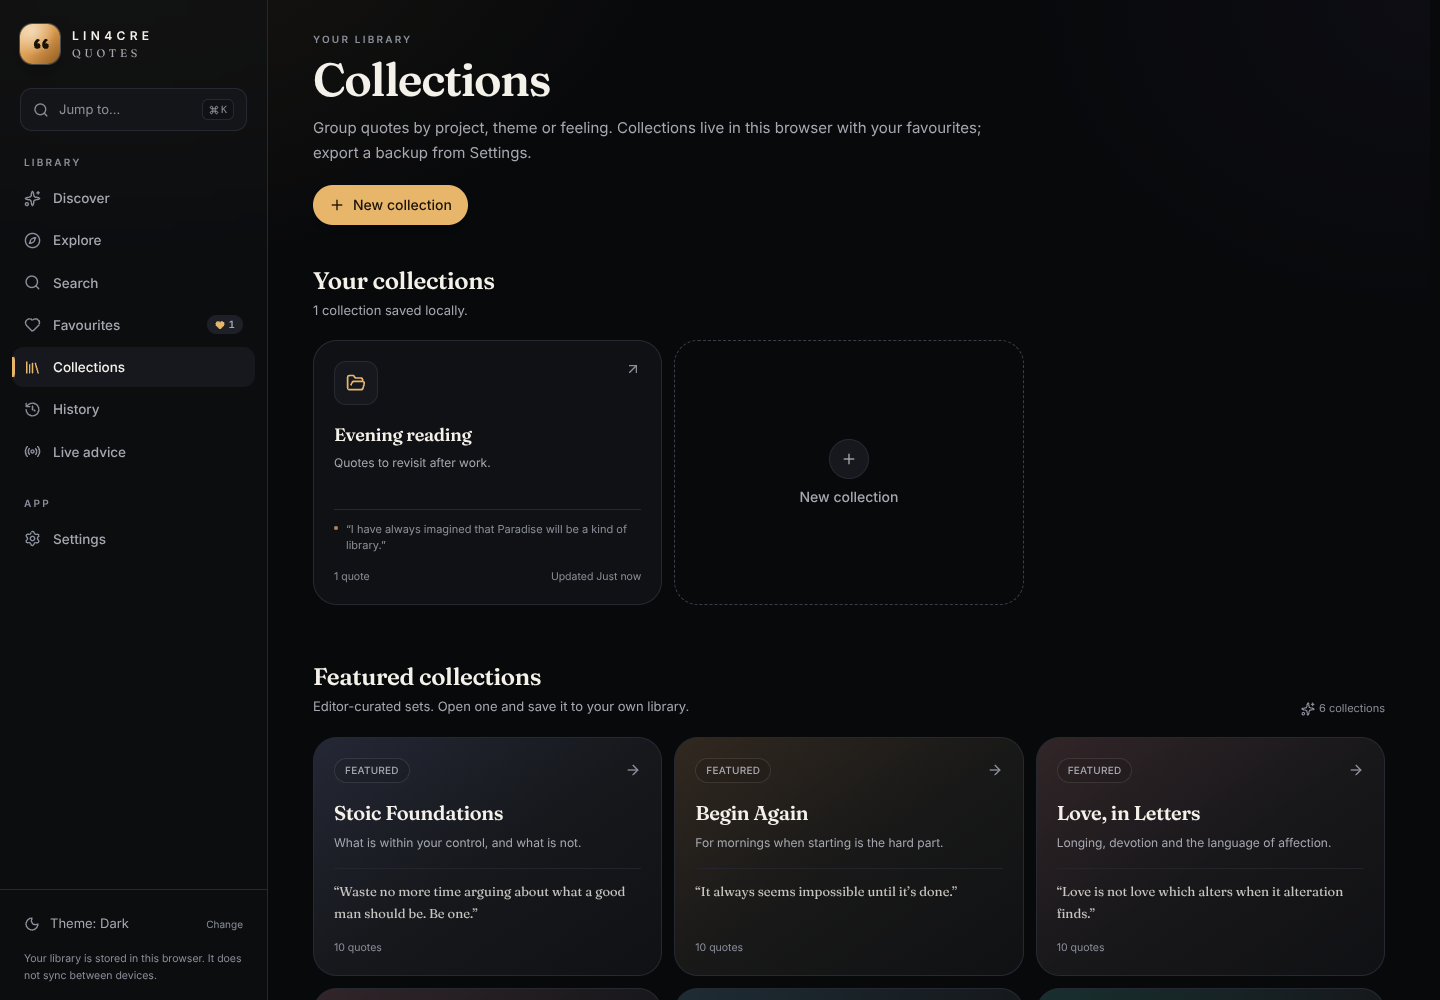 LIN4CRE
QUOTES
Jump to...
⌘K
LIBRARY
Discover
Explore
Search
Favourites
1
Collections
History
Live advice
APP
Settings
Theme: Dark
Change
Your library is stored in this browser. It does
not sync between devices.
YOUR LIBRARY
Collections
Group quotes by project, theme or feeling. Collections live in this browser with your favourites;
export a backup from Settings.
New collection
Your collections
1 collection saved locally.
Evening reading
Quotes to revisit after work.
“I have always imagined that Paradise will be a kind of
library.”
1 quote
Updated Just now
New collection
Featured collections
Editor-curated sets. Open one and save it to your own library.
6 collections
FEATURED
Stoic Foundations
What is within your control, and what is not.
“Waste no more time arguing about what a good
man should be. Be one.”
10 quotes
FEATURED
Begin Again
For mornings when starting is the hard part.
“It always seems impossible until it’s done.”
10 quotes
FEATURED
Love, in Letters
Longing, devotion and the language of affection.
“Love is not love which alters when it alteration
finds.”
10 quotes